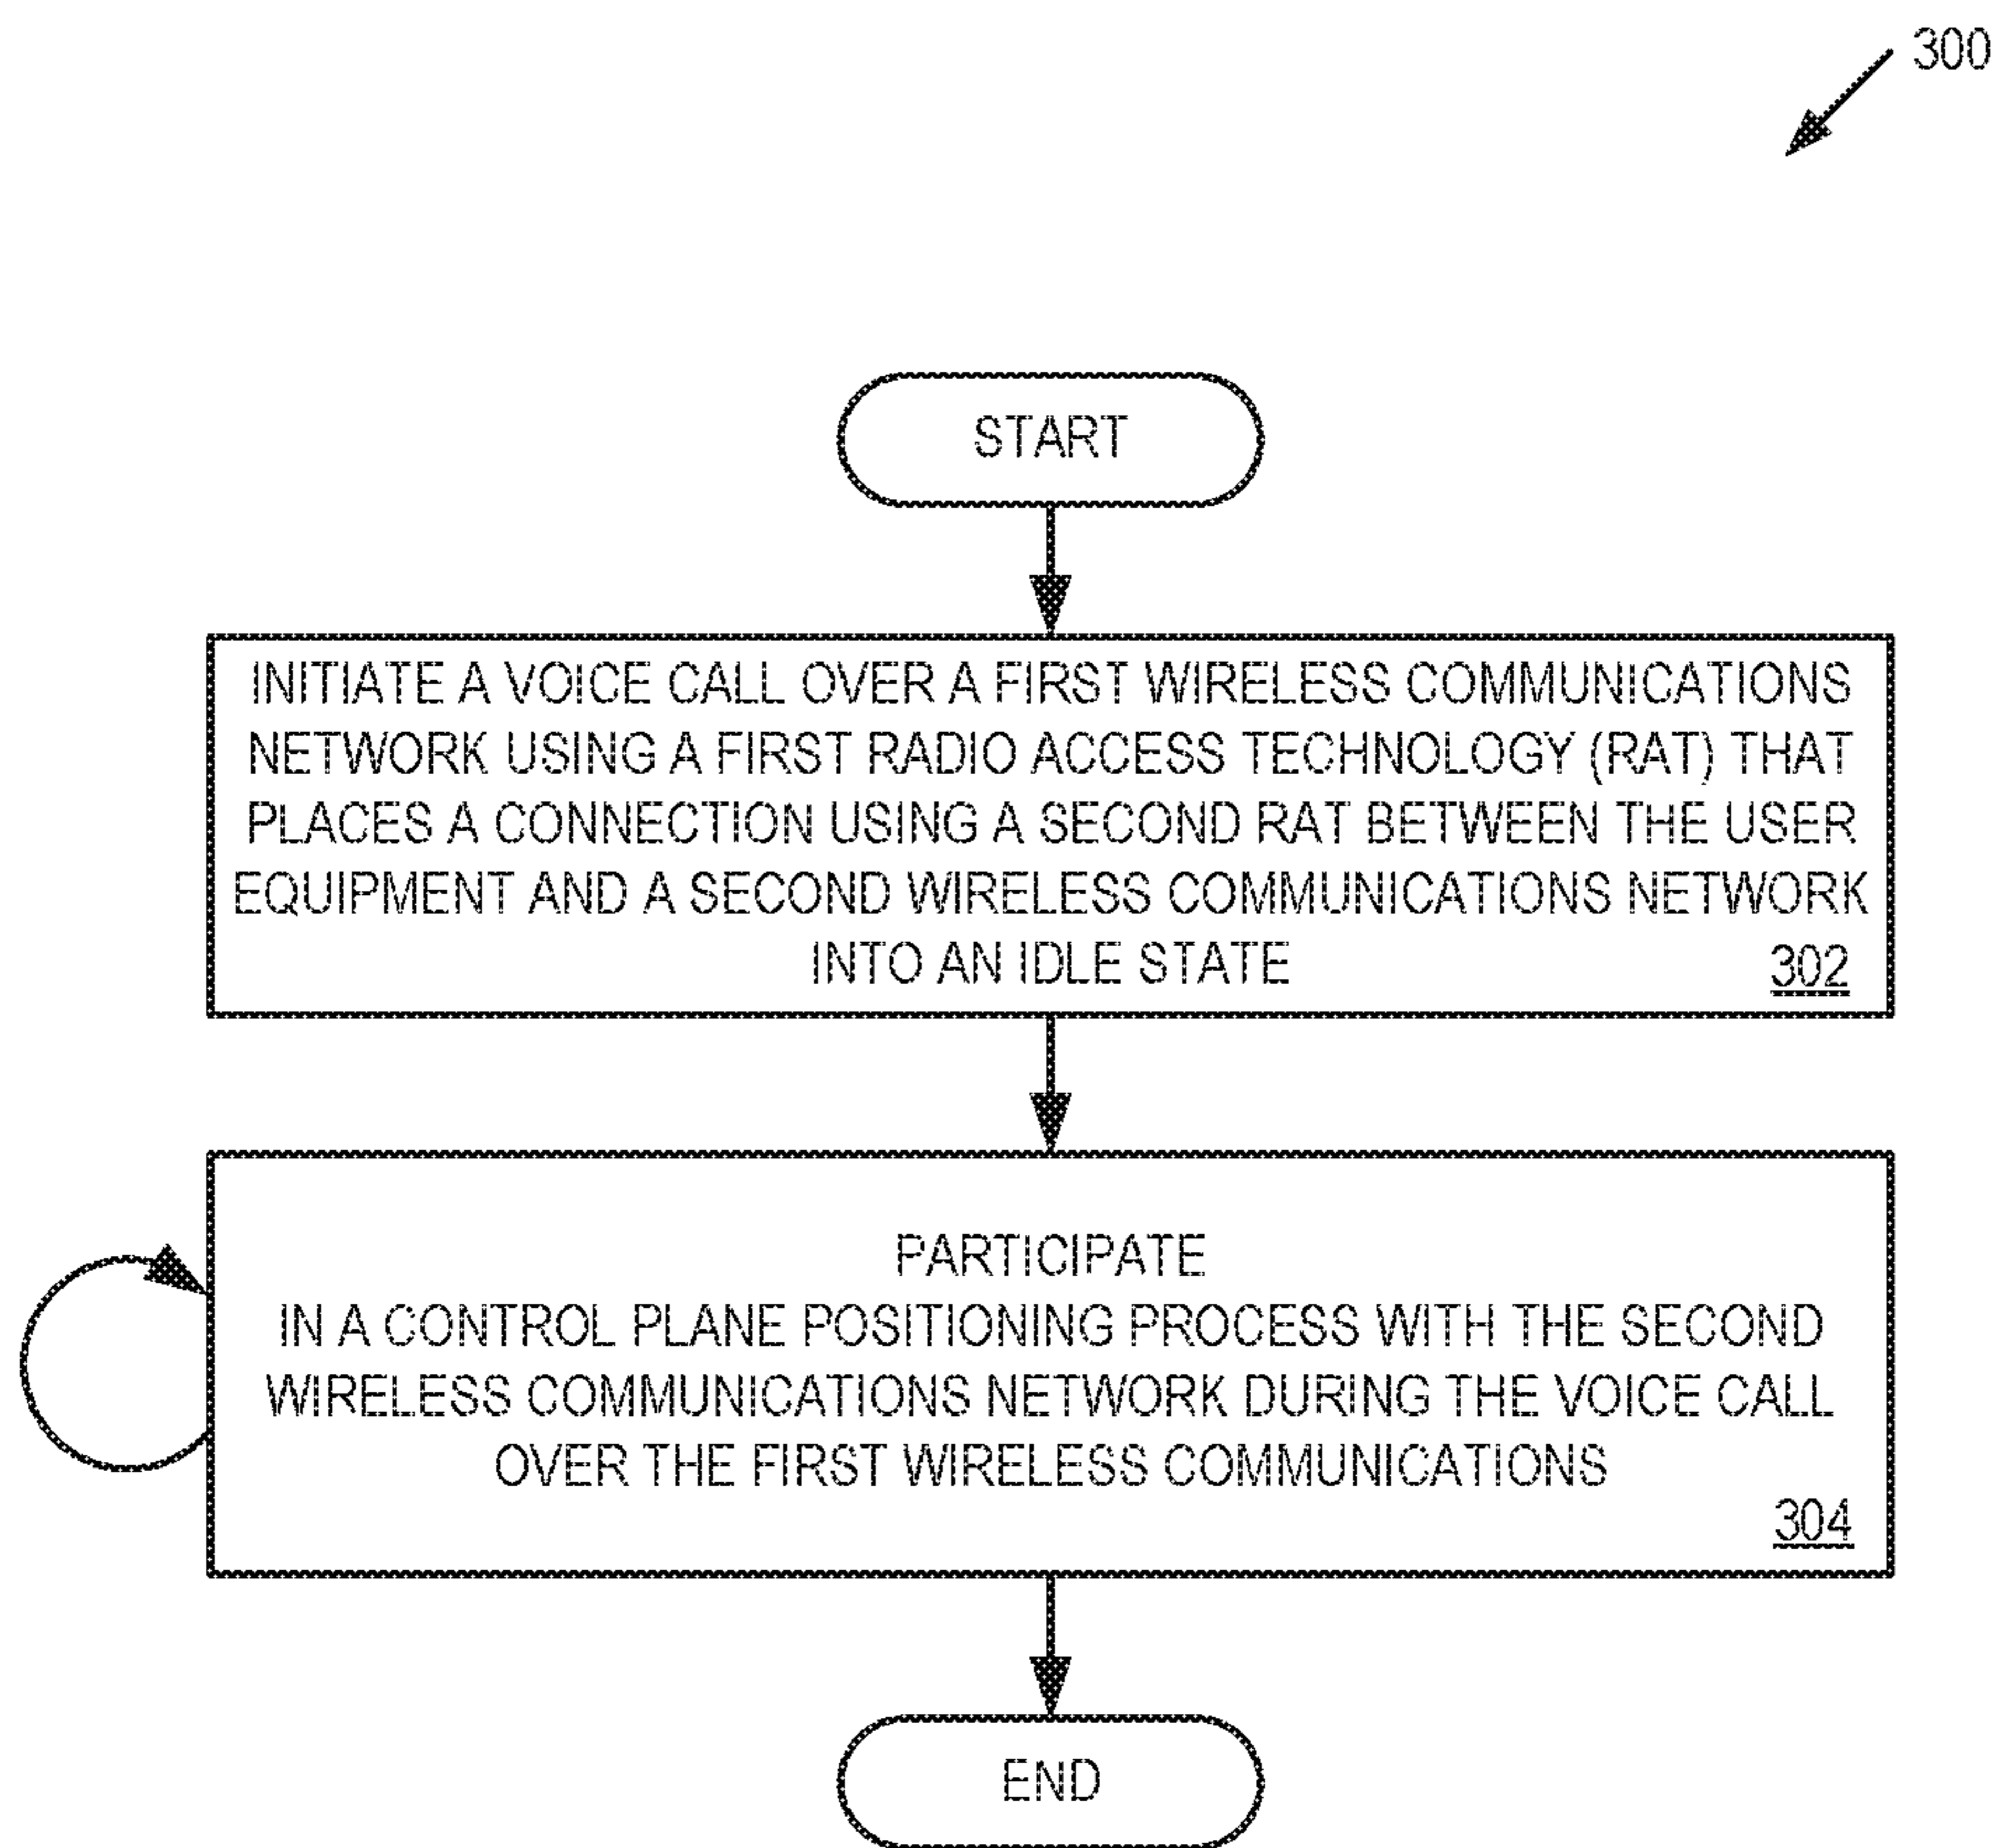 300
START
INITIATE A VOICE CALL OVER A FIRST WIRELESS COMMUNICATIONS
NETWORK USING A FIRST RADIO ACCESS TECHNOLOGY (RAT) THAT
PLACES A CONNECTION USING A SECOND RAT BETWEEN THE USER
EQUIPMENT AND A SECOND WIRELESS COMMUNICATIONS NETWORK
INTO AN IDLE STATE
302
PARTICIPATE
IN A CONTROL PLANE POSITIONING PROCESS WITH THE SECOND
WIRELESS COMMUNICATIONS NETWORK DURING THE VOICE CALL
OVER THE FIRST WIRELESS COMMUNICATIONS
304
END